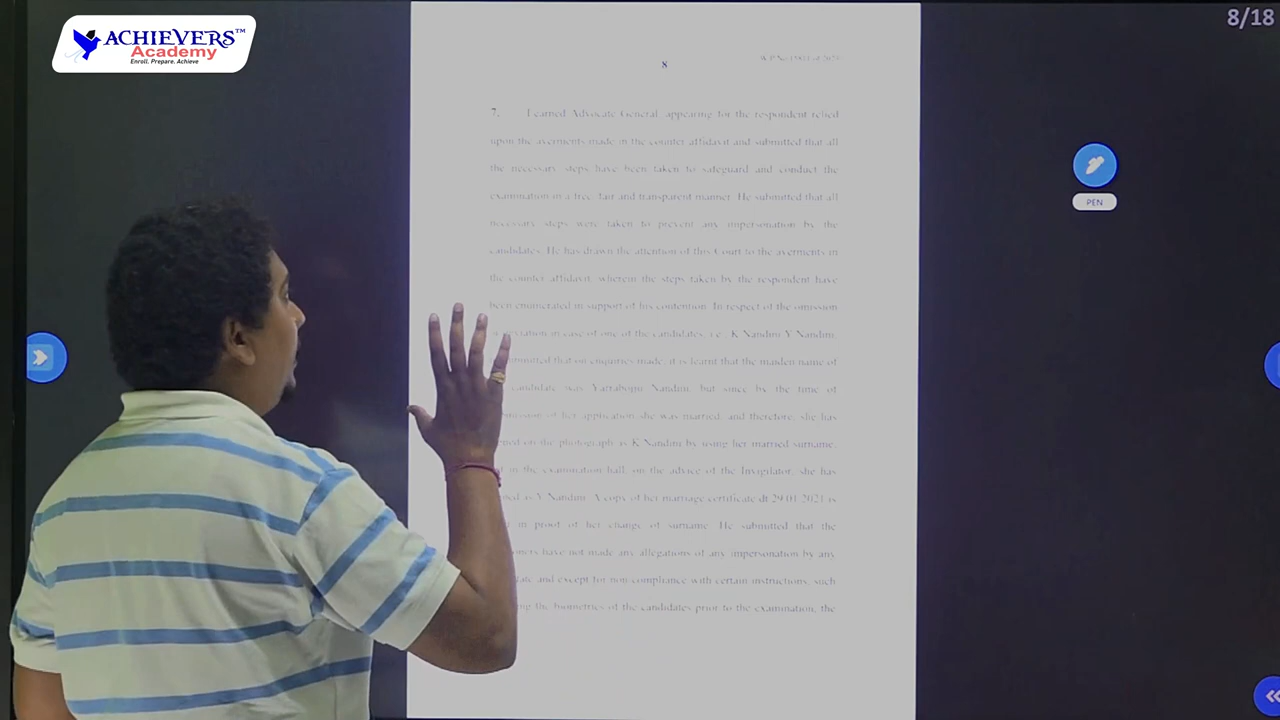 ACHIEVERS™
Academy
Enroll. Prepare. Achieve
8/18
8
7. Learned Advocate General, appearing for the respondent relied
upon the averments made in the counter affidavit and submitted that all
the necessary steps have been taken to safeguard and conduct the
examination in a free, fair and transparent manner. He submitted that all
necessary steps were taken to prevent any impersonation by the
candidates. He has drawn the attention of this Court to the averments in
the counter affidavit, wherein the steps taken by the respondent have
been enumerated in support of his contention. In respect of the omission
in case of one of the candidates, i.e., K Nandini Y Nandini,
that on enquiries made, it is learnt that the maiden name of
candidate was Yarrabogu Nandini, but since by the time of
of her application she was married, and therefore, she has
on the photograph as K Nandini by using her married surname,
in the examination hall, on the advice of the Invigilator, she has
as Y Nandini. A copy of her marriage certificate dt 29.01.2021 is
in proof of her change of surname. He submitted that the
have not made any allegations of any impersonation by any
and except for non-compliance with certain instructions, such
the biometrics of the candidates prior to the examination, the
PEN